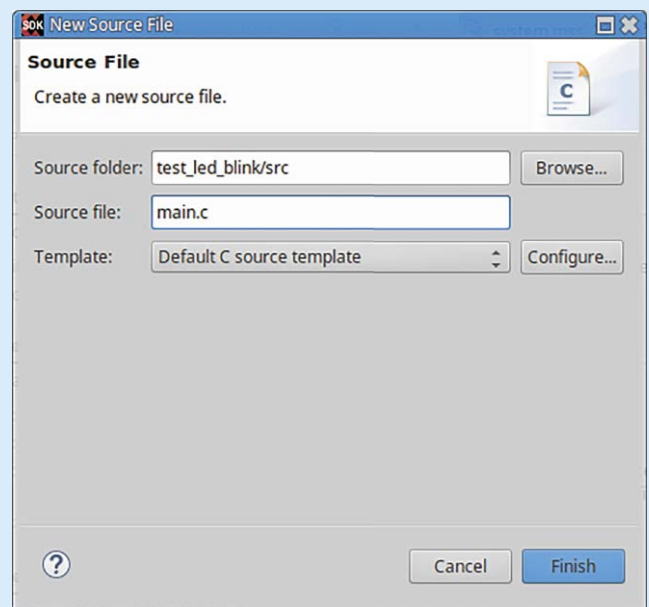 SDK New Source File
Source File
Create a new source file.
C
Source folder: test_led_blink/src Browse...
Source file: main.c
Template: Default C source template Configure...
? Cancel Finish